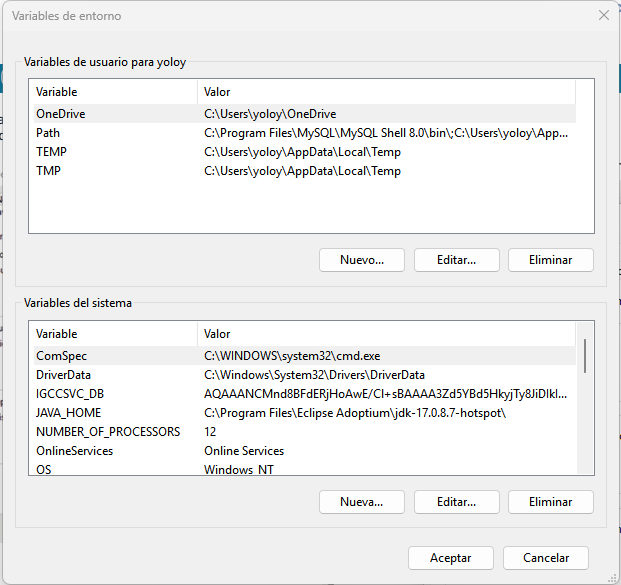 Variables de entorno
Variables de usuario para yoloy
Variable Valor
OneDrive C:\Users\yoloy\OneDrive
Path C:\Program Files\MySQL\MySQL Shell 8.0\bin\;C:\Users\yoloy\App...
TEMP C:\Users\yoloy\AppData\Local\Temp
TMP C:\Users\yoloy\AppData\Local\Temp
Nuevo... Editar... Eliminar
Variables del sistema
Variable Valor
ComSpec C:\WINDOWS\system32\cmd.exe
DriverData C:\Windows\System32\Drivers\DriverData
IGCCSVC_DB AQAAANCMnd8BFdERjHoAwE/Cl+sBAAAA3Zd5YBd5HkyjTy8JiDlkl...
JAVA_HOME C:\Program Files\Eclipse Adoptium\jdk-17.0.8.7-hotspot\
NUMBER_OF_PROCESSORS 12
OnlineServices Online Services
OS Windows_NT
Nueva... Editar... Eliminar
Aceptar Cancelar